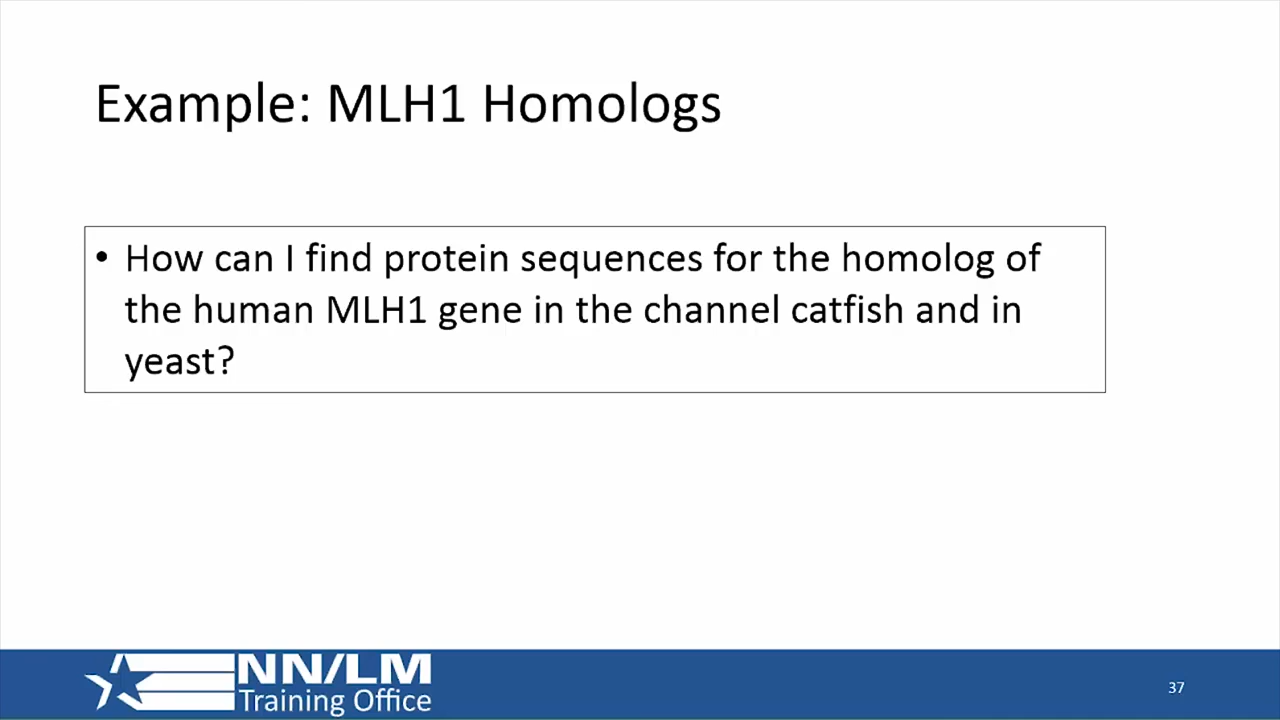 Example: MLH1 Homologs
• How can I find protein sequences for the homolog of
the human MLH1 gene in the channel catfish and in
yeast?
NN/LM
Training Office
37